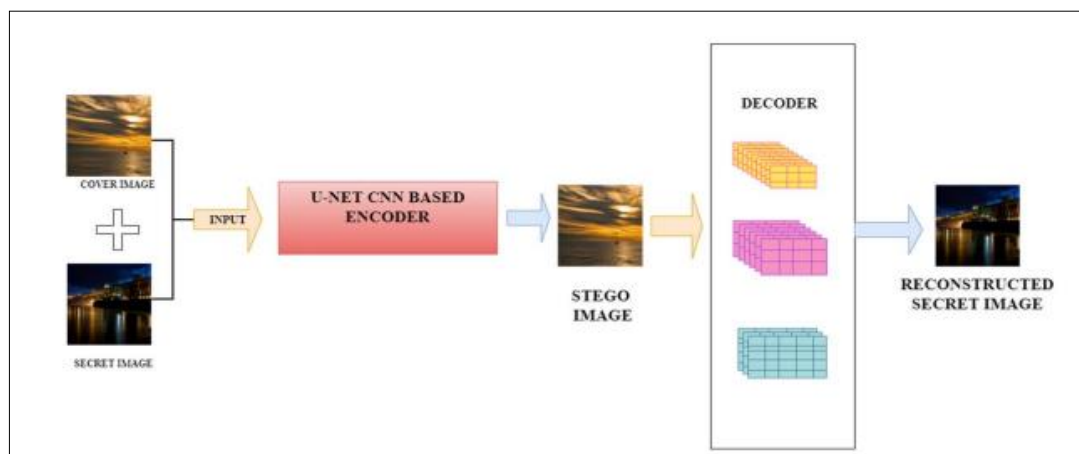 COVER IMAGE
SECRET IMAGE
INPUT
U-NET CNN BASED
ENCODER
STEGO
IMAGE
DECODER
RECONSTRUCTED
SECRET IMAGE